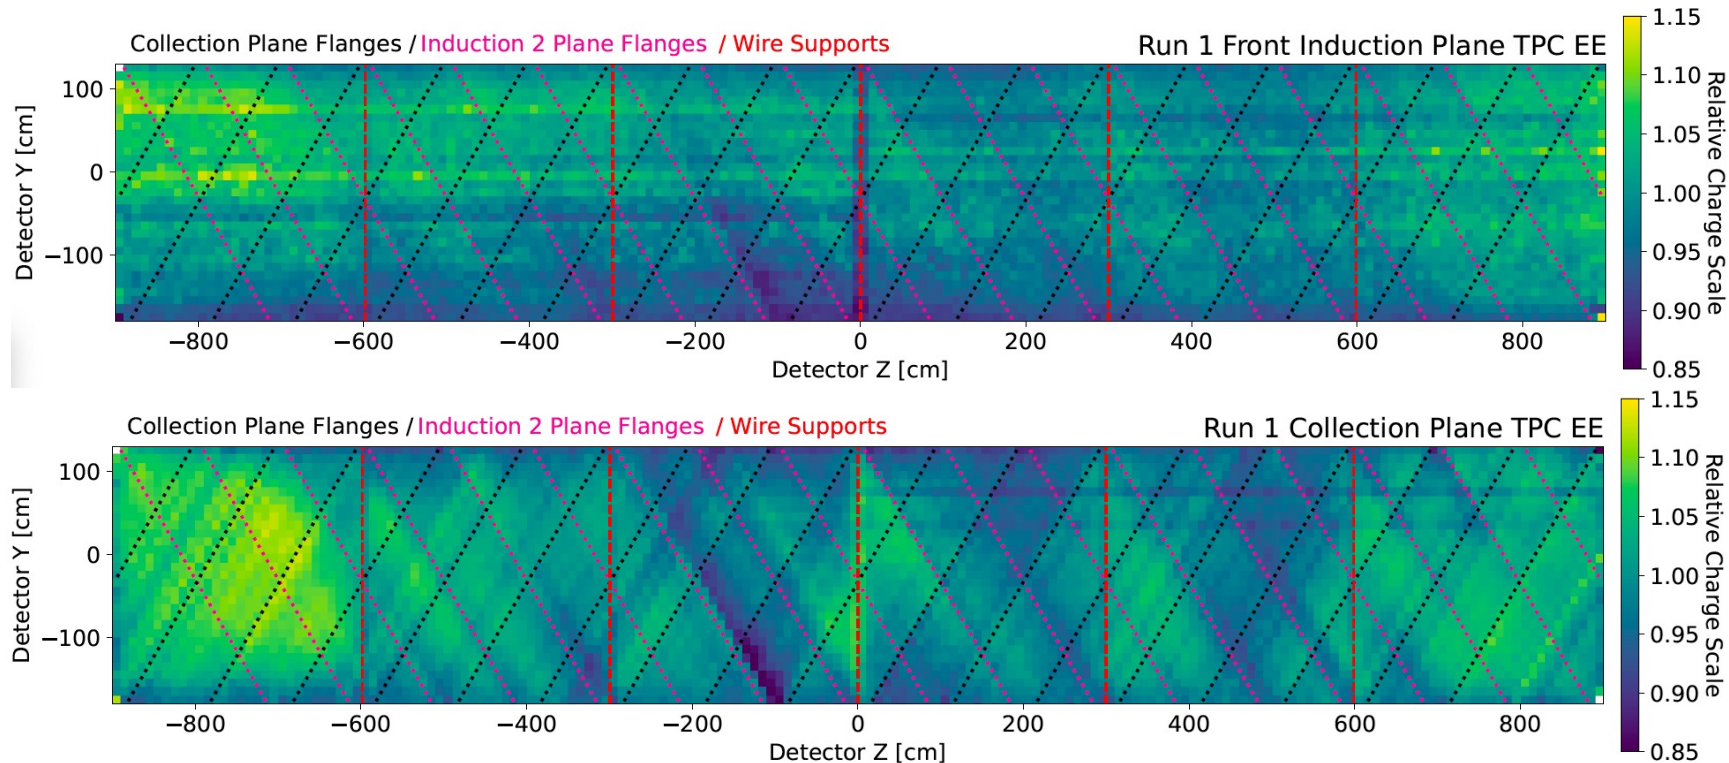 Collection Plane Flanges / Induction 2 Plane Flanges / Wire Supports
Run 1 Front Induction Plane TPC EE
Detector Y [cm]
100
0
−100
−800 −600 −400 −200 0 200 400 600 800
Detector Z [cm]
1.15
1.10
1.05
1.00
0.95
0.90
0.85
Relative Charge Scale
Collection Plane Flanges / Induction 2 Plane Flanges / Wire Supports
Run 1 Collection Plane TPC EE
Detector Y [cm]
100
0
−100
−800 −600 −400 −200 0 200 400 600 800
Detector Z [cm]
1.15
1.10
1.05
1.00
0.95
0.90
0.85
Relative Charge Scale